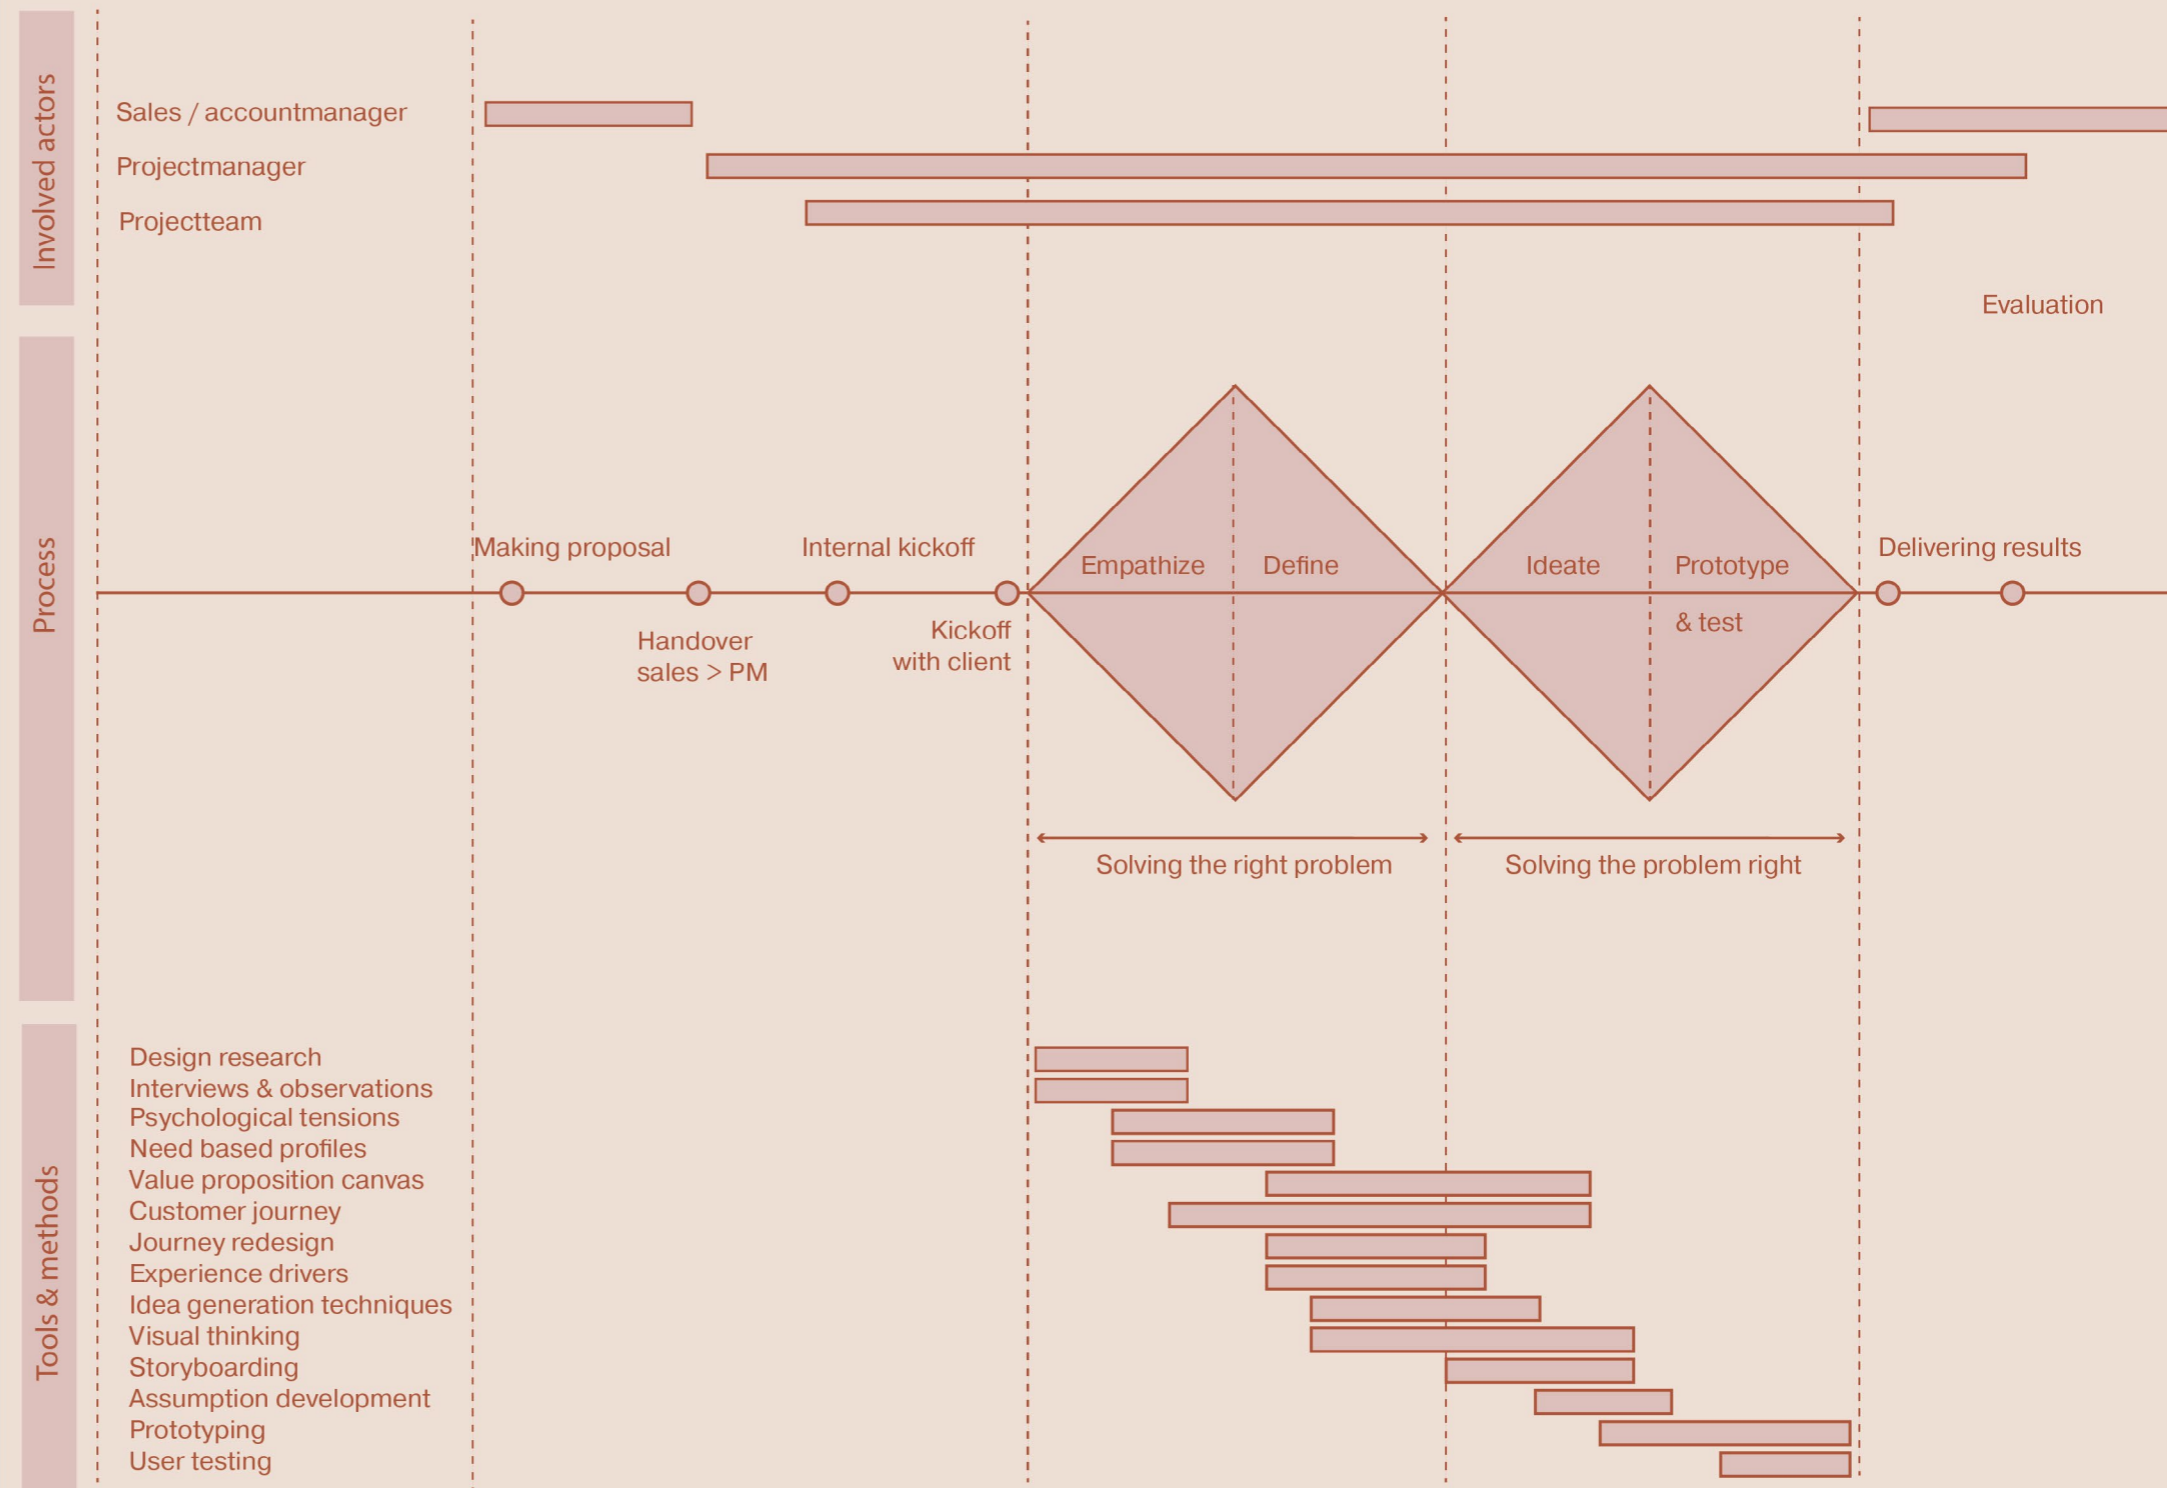 Involved actors
Sales / accountmanager
Projectmanager
Projectteam
Evaluation
Process
Making proposal
Handover
sales > PM
Internal kickoff
Kickoff
with client
Empathize
Define
Ideate
Prototype
& test
Delivering results
Solving the right problem
Solving the problem right
Tools & methods
Design research
Interviews & observations
Psychological tensions
Need based profiles
Value proposition canvas
Customer journey
Journey redesign
Experience drivers
Idea generation techniques
Visual thinking
Storyboarding
Assumption development
Prototyping
User testing